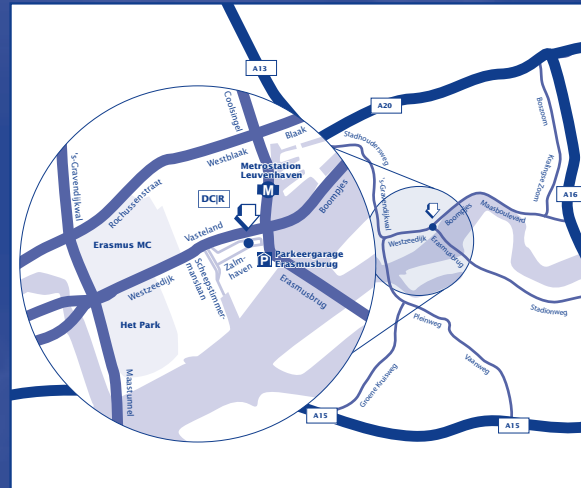 A13
A20
A16
A15
A15
Coolsingel
Blaak
Westblaak
's-Gravendijkwal
Rochussenstraat
Metrostation
Leuvenhaven
M
Boompjes
DC|R
Vasteland
Erasmus MC
Parkeergarage
Erasmusbrug
P
Zalm-
haven
Scheepstimmer-
manslaan
Westzeedijk
Erasmusbrug
Het Park
Maastunnel
Stadhoudersweg
's-Gravendijkwal
Westzeedijk
Boompjes
Erasmusbrug
Maasboulevard
Boszoom
Kralingse Zoom
Stadionweg
Pleinweg
Vaanweg
Groene Kruisweg